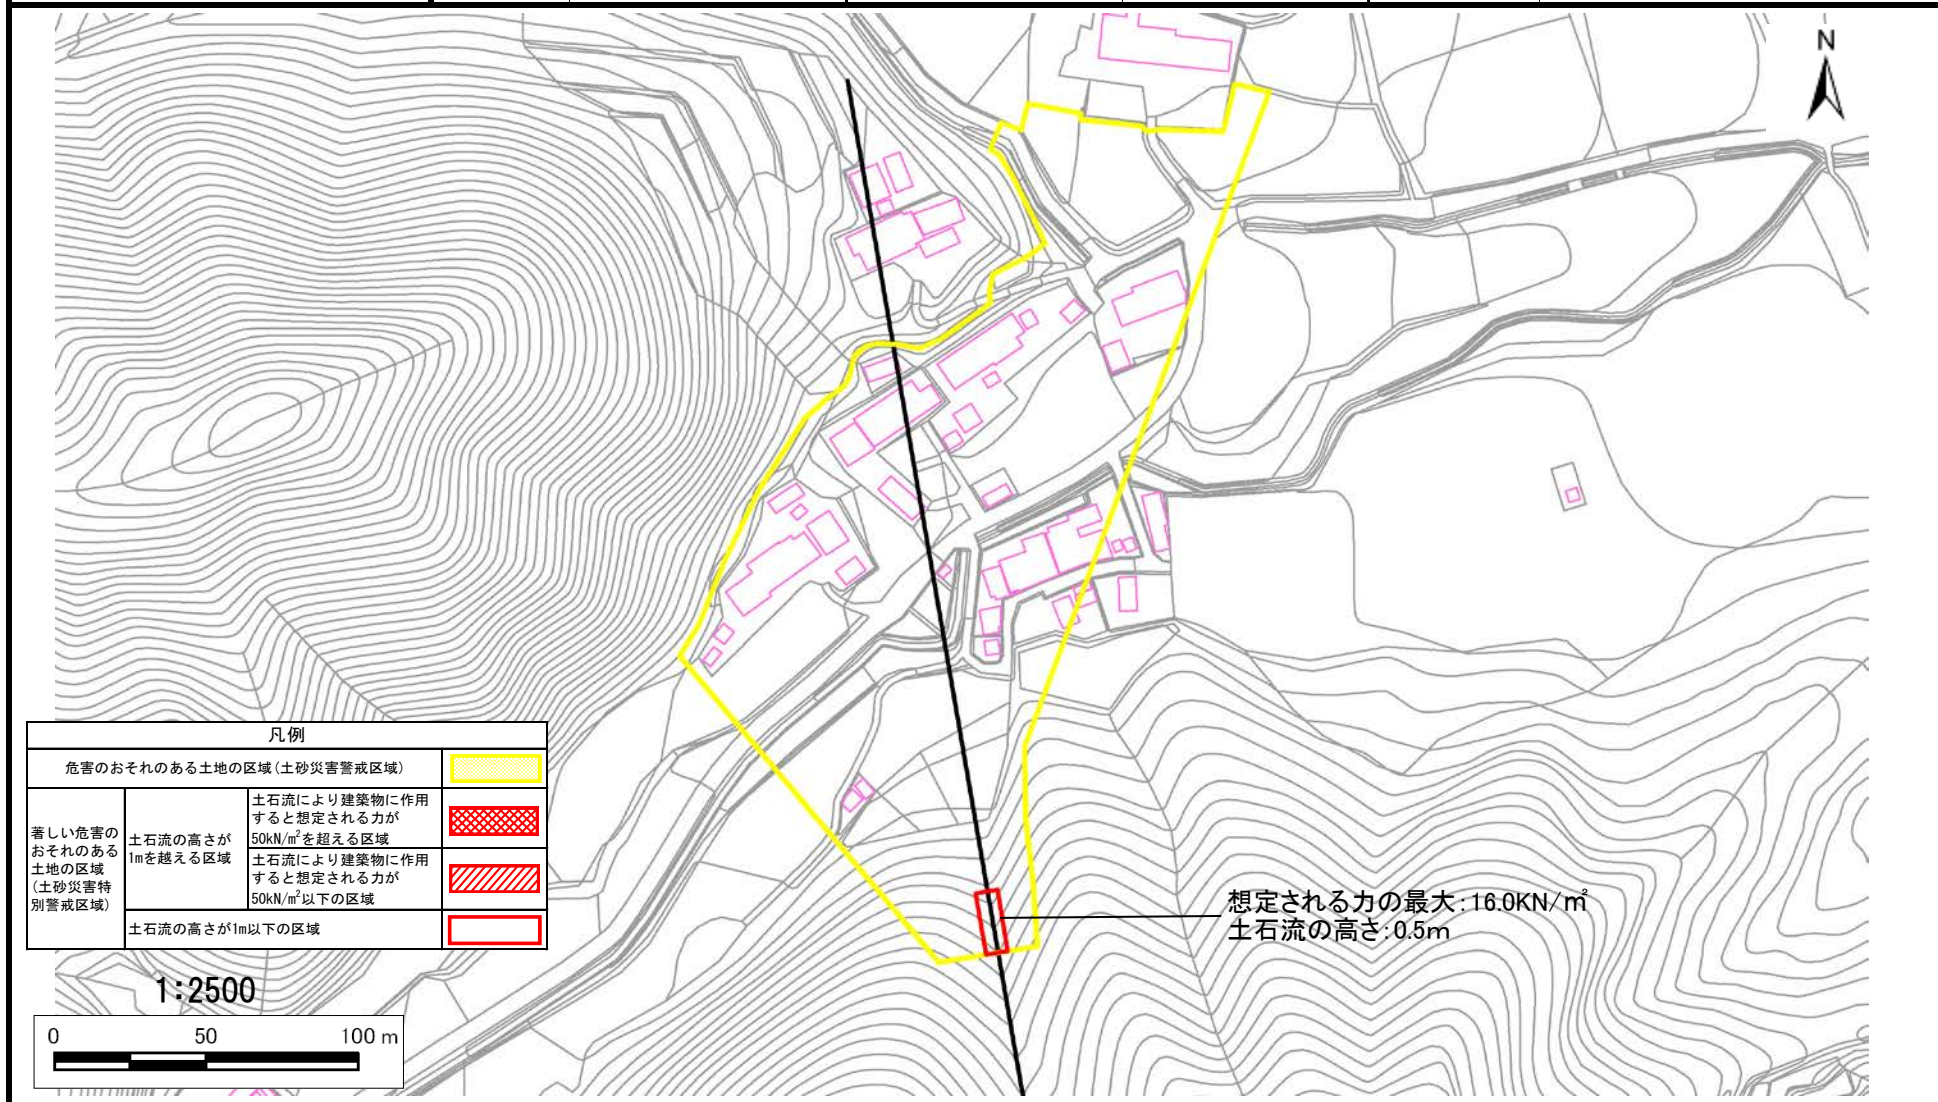 N
凡例
危害のおそれのある土地の区域(土砂災害警戒区域)
著しい危害の
おそれのある
土地の区域
(土砂災害特
別警戒区域)
土石流の高さが
1mを越える区域
土石流により建築物に作用
すると想定される力が
50kN/m²を超える区域
土石流により建築物に作用
すると想定される力が
50kN/m²以下の区域
土石流の高さが1m以下の区域
想定される力の最大:16.0KN/㎡
土石流の高さ:0.5m
1:2500
0 50 100 m